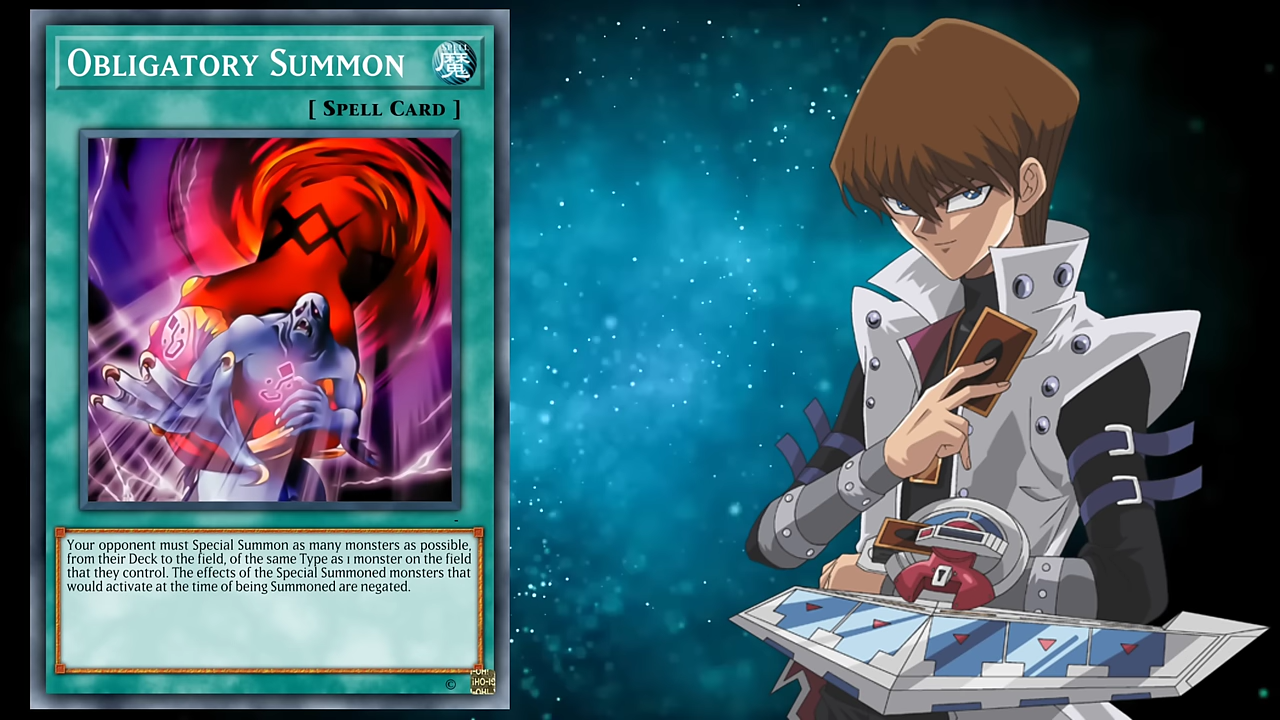 OBLIGATORY SUMMON
魔
[ SPELL CARD ]
Your opponent must Special Summon as many monsters as possible,
from their Deck to the field, of the same Type as 1 monster on the field
that they control. The effects of the Special Summoned monsters that
would activate at the time of being Summoned are negated.
©